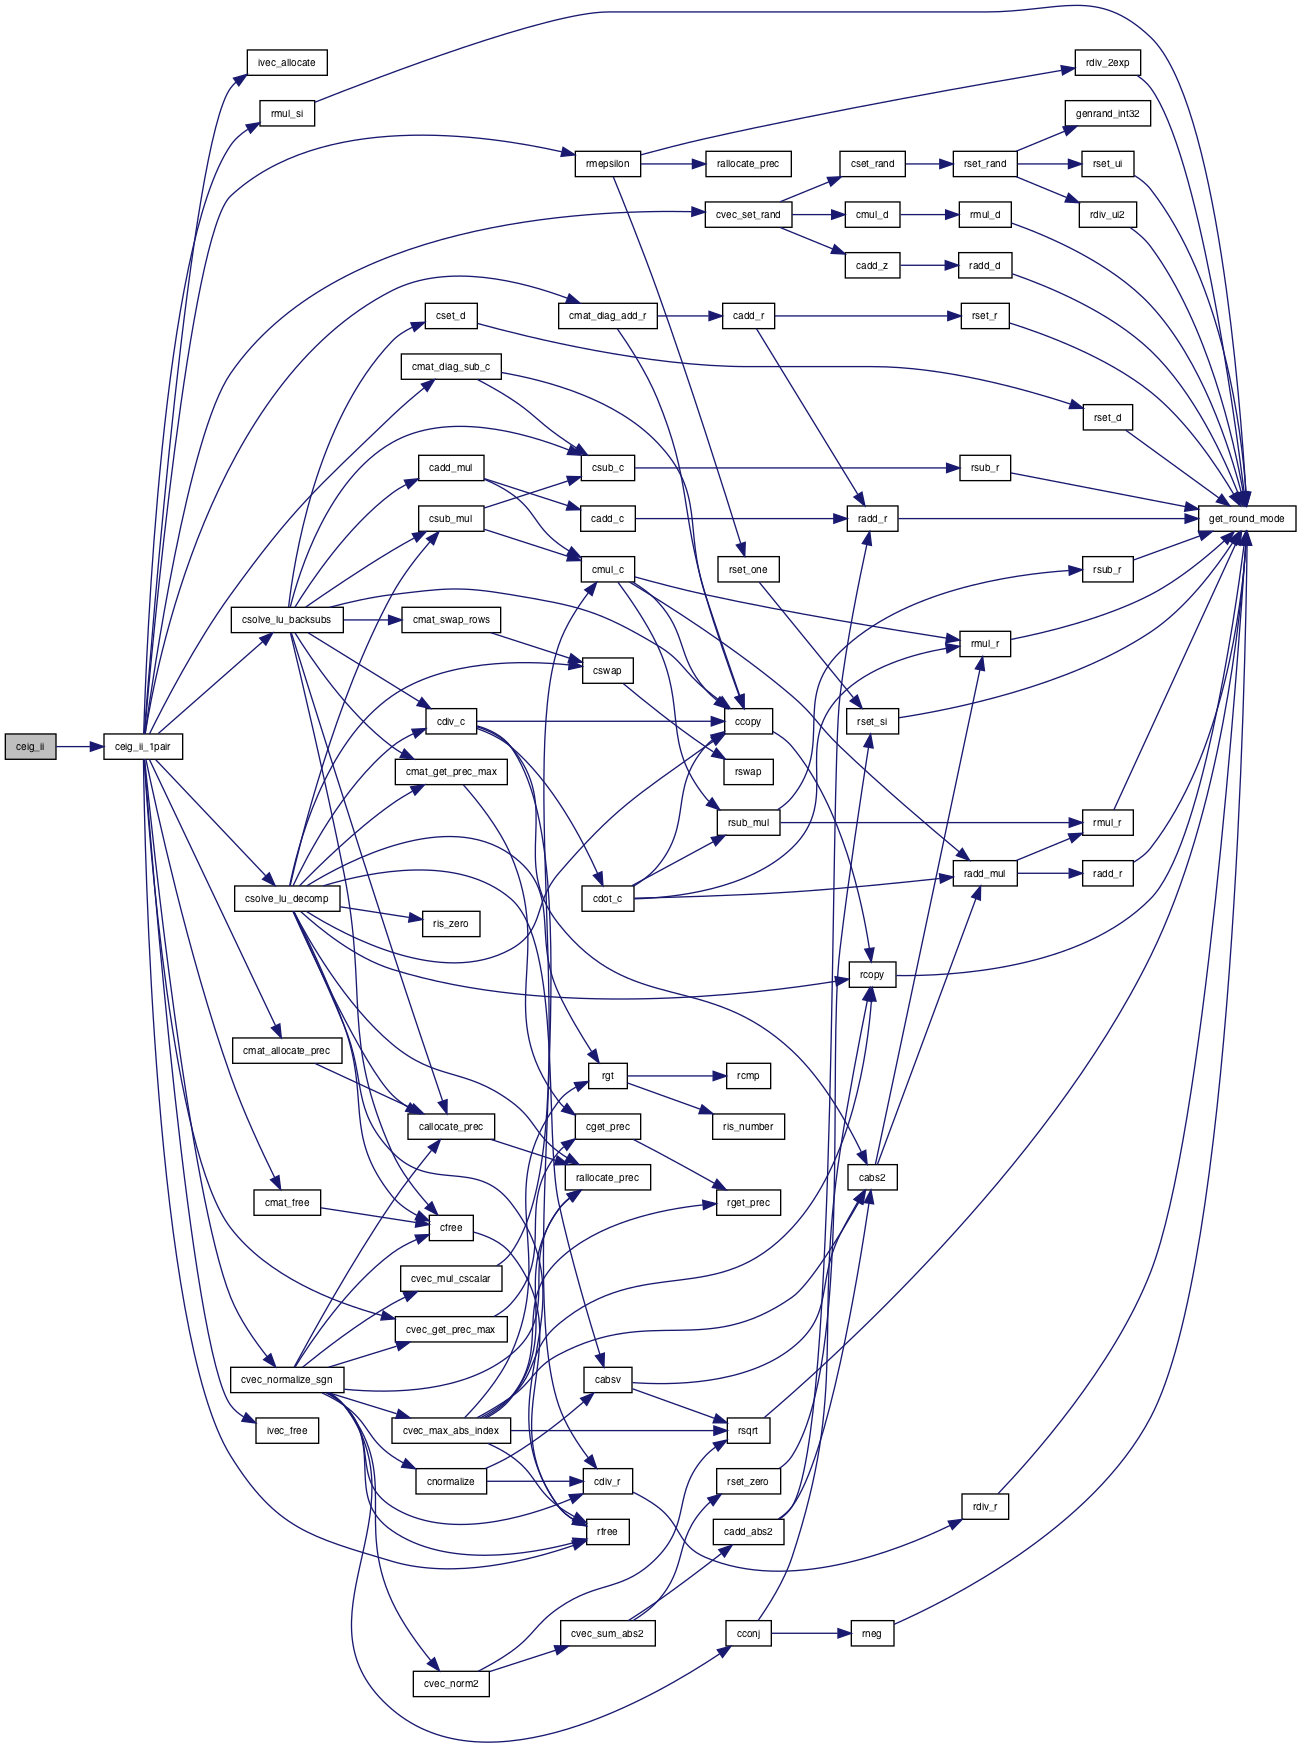 ivec_allocate
rdiv_2exp
rmul_si
genrand_int32
rmepsilon
rallocate_prec
cset_rand
rset_rand
rset_ui
cvec_set_rand
cmul_d
rmul_d
rdiv_ui2
cadd_z
radd_d
cset_d
cmat_diag_add_r
cadd_r
rset_r
cmat_diag_sub_c
rset_d
cadd_mul
csub_c
rsub_r
csub_mul
cadd_c
radd_r
get_round_mode
cmul_c
rset_one
rsub_r
csolve_lu_backsubs
cmat_swap_rows
rmul_r
cswap
cdiv_c
ccopy
rset_si
ceig_ii
ceig_ii_1pair
cmat_get_prec_max
rswap
rsub_mul
rmul_r
radd_mul
radd_r
csolve_lu_decomp
cdot_c
ris_zero
rcopy
cmat_allocate_prec
rgt
rcmp
callocate_prec
cget_prec
ris_number
rallocate_prec
cabs2
cmat_free
rget_prec
cfree
cvec_mul_cscalar
cvec_get_prec_max
cvec_normalize_sgn
cabsv
ivec_free
cvec_max_abs_index
rsqrt
cnormalize
cdiv_r
rset_zero
rdiv_r
rfree
cadd_abs2
cvec_sum_abs2
cconj
rneg
cvec_norm2